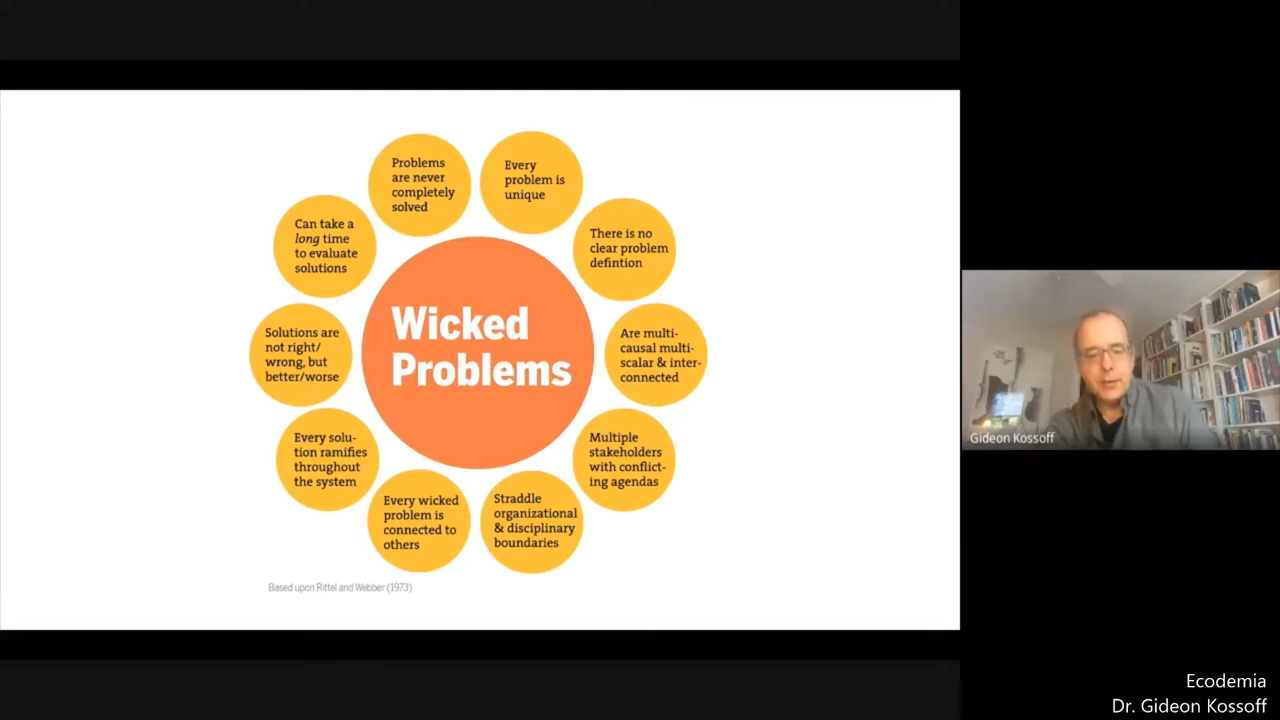 Problems
are never
completely
solved
Every
problem is
unique
There is no
clear problem
defintion
Are multi-
causal multi-
scalar & inter-
connected
Multiple
stakeholders
with conflict-
ing agendas
Straddle
organizational
& disciplinary
boundaries
Every wicked
problem is
connected to
others
Every solu-
tion ramifies
throughout
the system
Solutions are
not right/
wrong, but
better/worse
Can take a
long time
to evaluate
solutions
Wicked
Problems
Based upon Rittel and Webber (1973)
Gideon Kossoff
Ecodemia
Dr. Gideon Kossoff